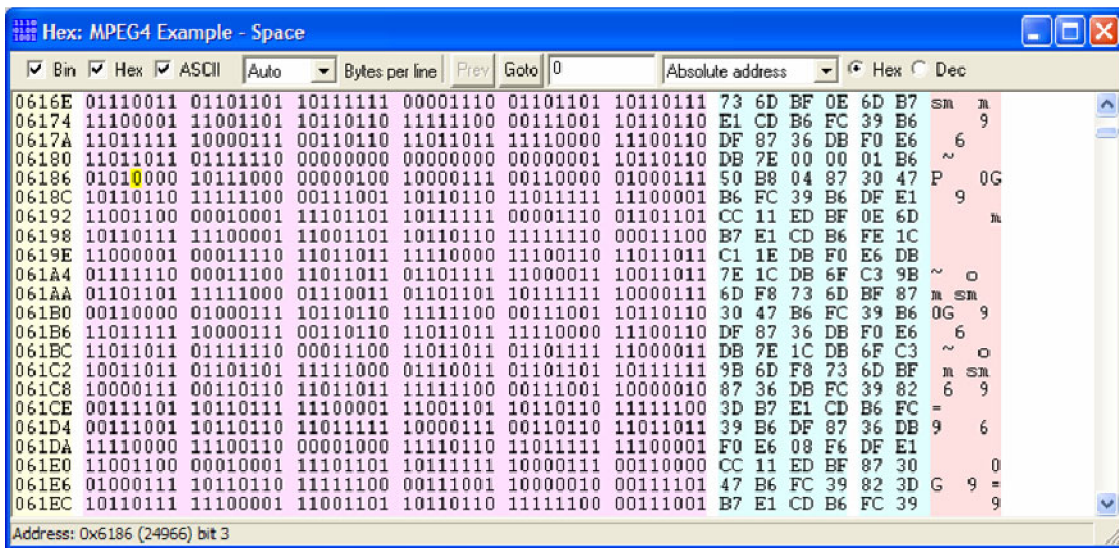 Hex: MPEG4 Example - Space
Bin Hex ASCII Auto Bytes per line Prev Goto 0 Absolute address Hex Dec
0616E 01110011 01101101 10111111 00001110 01101101 10110111 73 6D BF 0E 6D B7 sm m
06174 11100001 11001101 10110110 11111100 00111001 10110110 E1 CD B6 FC 39 B6 9
0617A 11011111 10000111 00110110 11011011 11110000 11100110 DF 87 36 DB F0 E6 6
06180 11011011 01111110 00000000 00000000 00000001 10110110 DB 7E 00 00 01 B6 ~
06186 01010000 10111000 00000100 10000111 00110000 01000111 50 B8 04 87 30 47 P 0G
0618C 10110110 11111100 00111001 10110110 11011111 11100001 B6 FC 39 B6 DF E1 9
06192 11001100 00010001 11101101 10111111 00001110 01101101 CC 11 ED BF 0E 6D m
06198 10110111 11100001 11001101 10110110 11111110 00011100 B7 E1 CD B6 FE 1C
0619E 11000001 00011110 11011011 11110000 11100110 11011011 C1 1E DB F0 E6 DB
061A4 01111110 00011100 11011011 01101111 11000011 10011011 7E 1C DB 6F C3 9B ~ o
061AA 01101101 11111000 01110011 01101101 10111111 10000111 6D F8 73 6D BF 87 m sm
061B0 00110000 01000111 10110110 11111100 00111001 10110110 30 47 B6 FC 39 B6 0G 9
061B6 11011111 10000111 00110110 11011011 11110000 11100110 DF 87 36 DB F0 E6 6
061BC 11011011 01111110 00011100 11011011 01101111 11000011 DB 7E 1C DB 6F C3 ~ o
061C2 10011011 01101101 11111000 01110011 01101101 10111111 9B 6D F8 73 6D BF m sm
061C8 10000111 00110110 11011011 11111100 00111001 10000010 87 36 DB FC 39 82 6 9
061CE 00111101 10110111 11100001 11001101 10110110 11111100 3D B7 E1 CD B6 FC =
061D4 00111001 10110110 11011111 10000111 00110110 11011011 39 B6 DF 87 36 DB 9 6
061DA 11110000 11100110 00001000 11110110 11011111 11100001 F0 E6 08 F6 DF E1
061E0 11001100 00010001 11101101 10111111 10000111 00110000 CC 11 ED BF 87 30 0
061E6 01000111 10110110 11111100 00111001 10000010 00111101 47 B6 FC 39 82 3D G 9 =
061EC 10110111 11100001 11001101 10110110 11111100 00111001 B7 E1 CD B6 FC 39 9
Address: 0x6186 (24966) bit 3